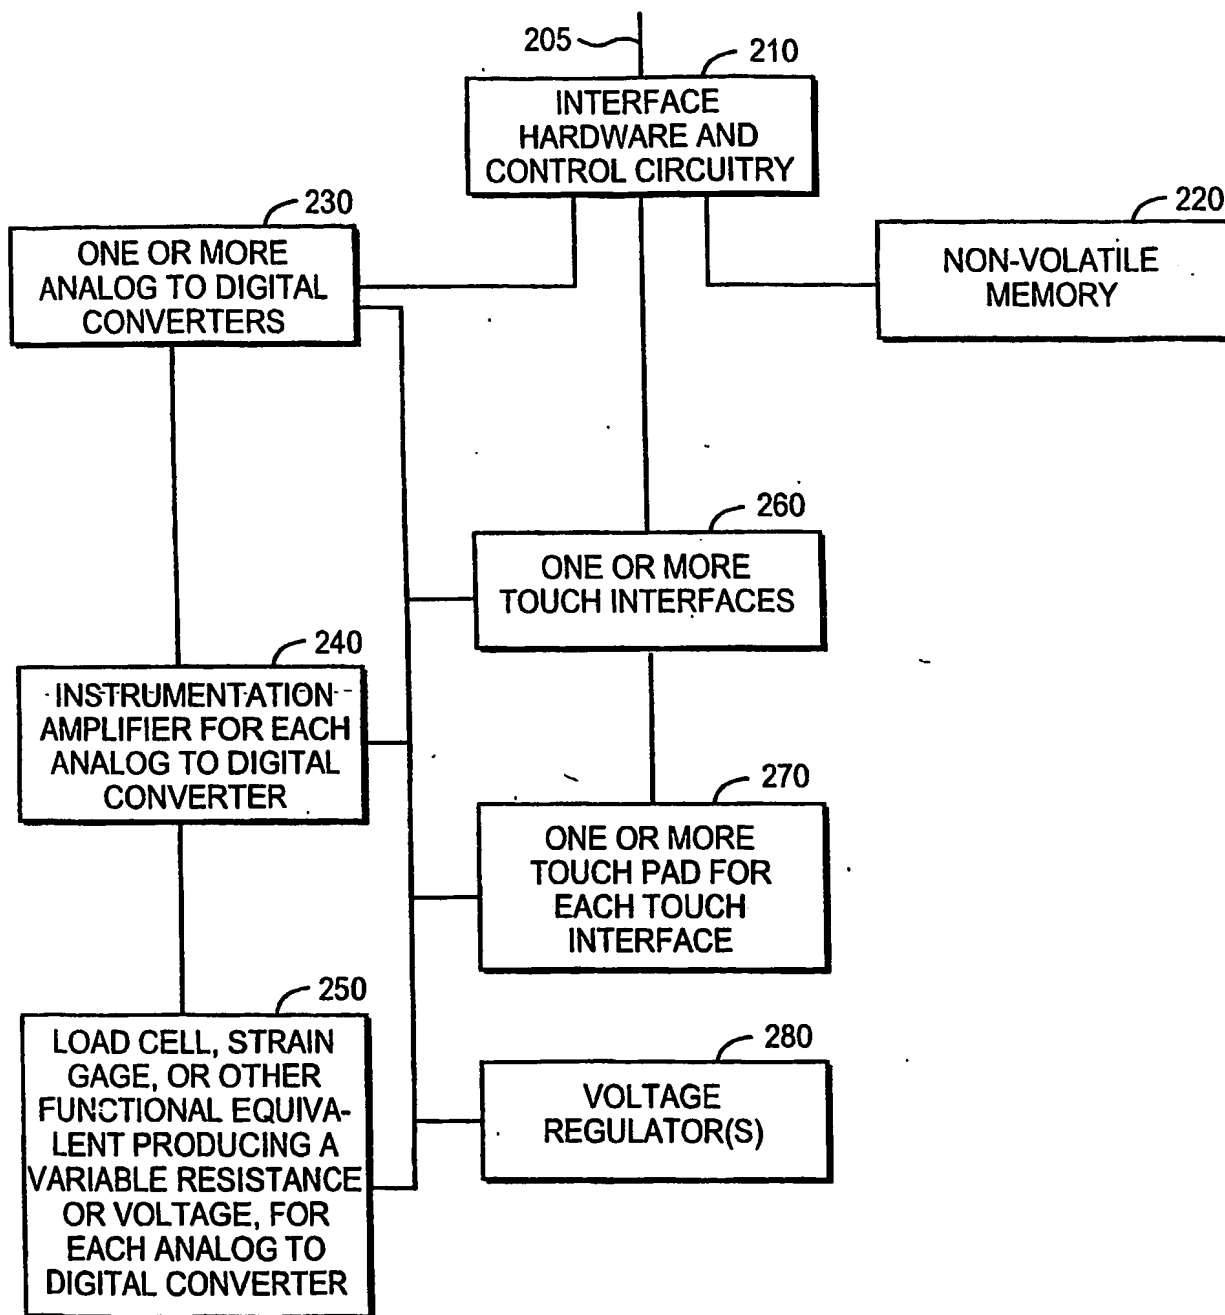 205
210
INTERFACE
HARDWARE AND
CONTROL CIRCUITRY
230
ONE OR MORE
ANALOG TO DIGITAL
CONVERTERS
220
NON-VOLATILE
MEMORY
260
ONE OR MORE
TOUCH INTERFACES
240
INSTRUMENTATION
AMPLIFIER FOR EACH
ANALOG TO DIGITAL
CONVERTER
270
ONE OR MORE
TOUCH PAD FOR
EACH TOUCH
INTERFACE
250
LOAD CELL, STRAIN
GAGE, OR OTHER
FUNCTIONAL EQUIVA-
LENT PRODUCING A
VARIABLE RESISTANCE
OR VOLTAGE, FOR
EACH ANALOG TO
DIGITAL CONVERTER
280
VOLTAGE
REGULATOR(S)